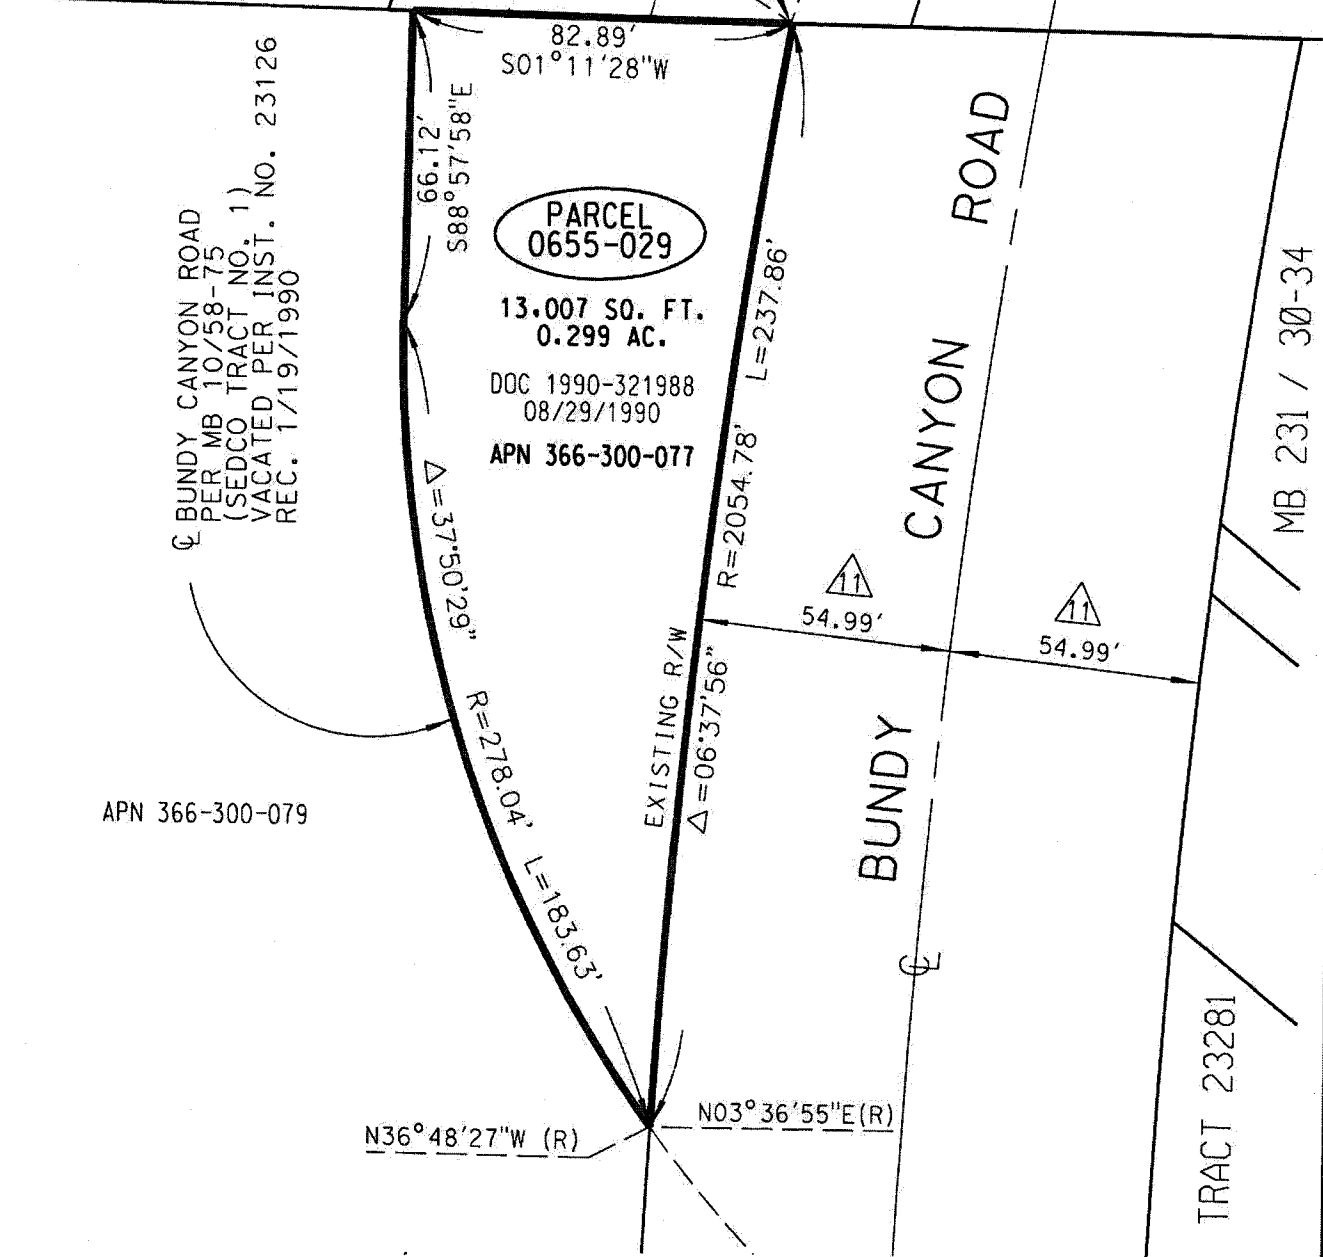 82.89'
S01°11'28"W
66.12'
S88°57'58"E
℄ BUNDY CANYON ROAD
PER MB 10/58-75
(SEDCO TRACT NO. 1)
VACATED PER INST. NO. 23126
REC. 1/19/1990
PARCEL
0655-029
13.007 SQ. FT.
0.299 AC.
DOC 1990-321988
08/29/1990
APN 366-300-077
R=2054.78' L=237.86'
EXISTING R/W
△=06°37'56"
△=37°50'29"
R=278.04' L=183.63'
BUNDY CANYON ROAD
11
54.99'
11
54.99'
℄
MB 231 / 30-34
TRACT 23281
APN 366-300-079
N36°48'27"W (R)
N03°36'55"E(R)